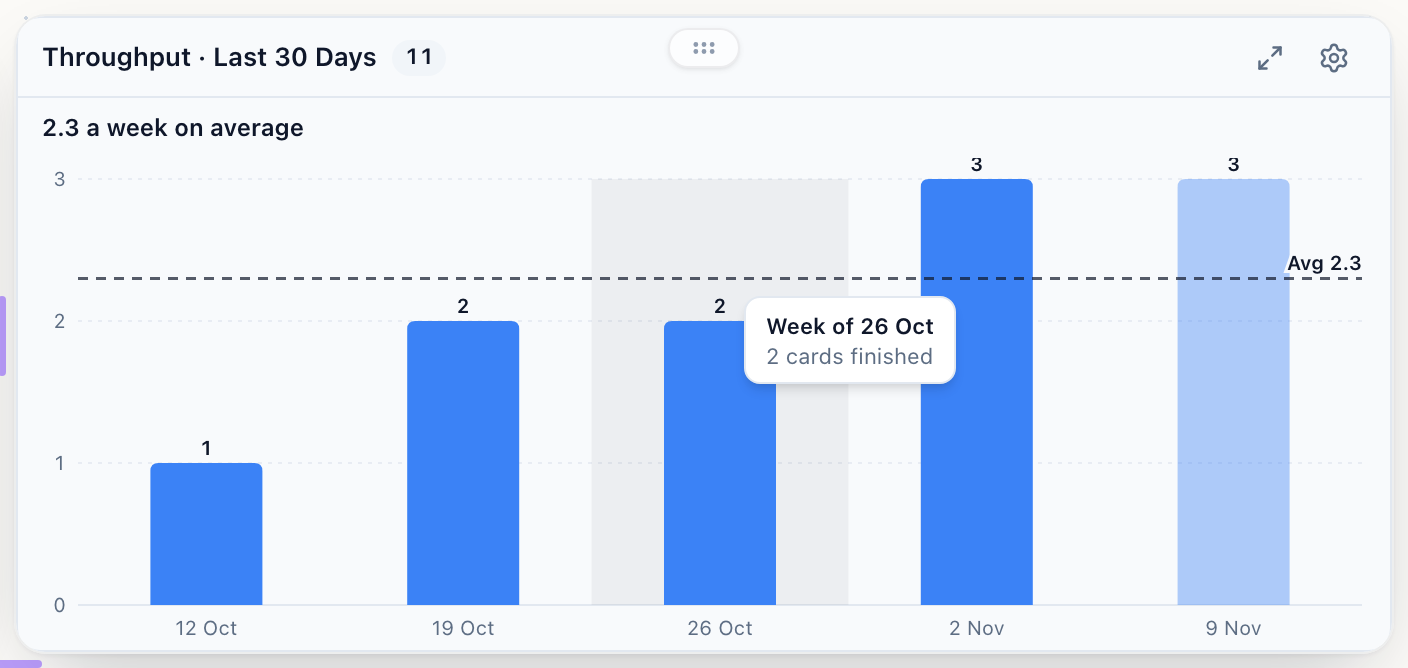 Throughput · Last 30 Days 11
2.3 a week on average
3
2
1
0
1
2
2
3
3
Avg 2.3
Week of 26 Oct
2 cards finished
12 Oct 19 Oct 26 Oct 2 Nov 9 Nov